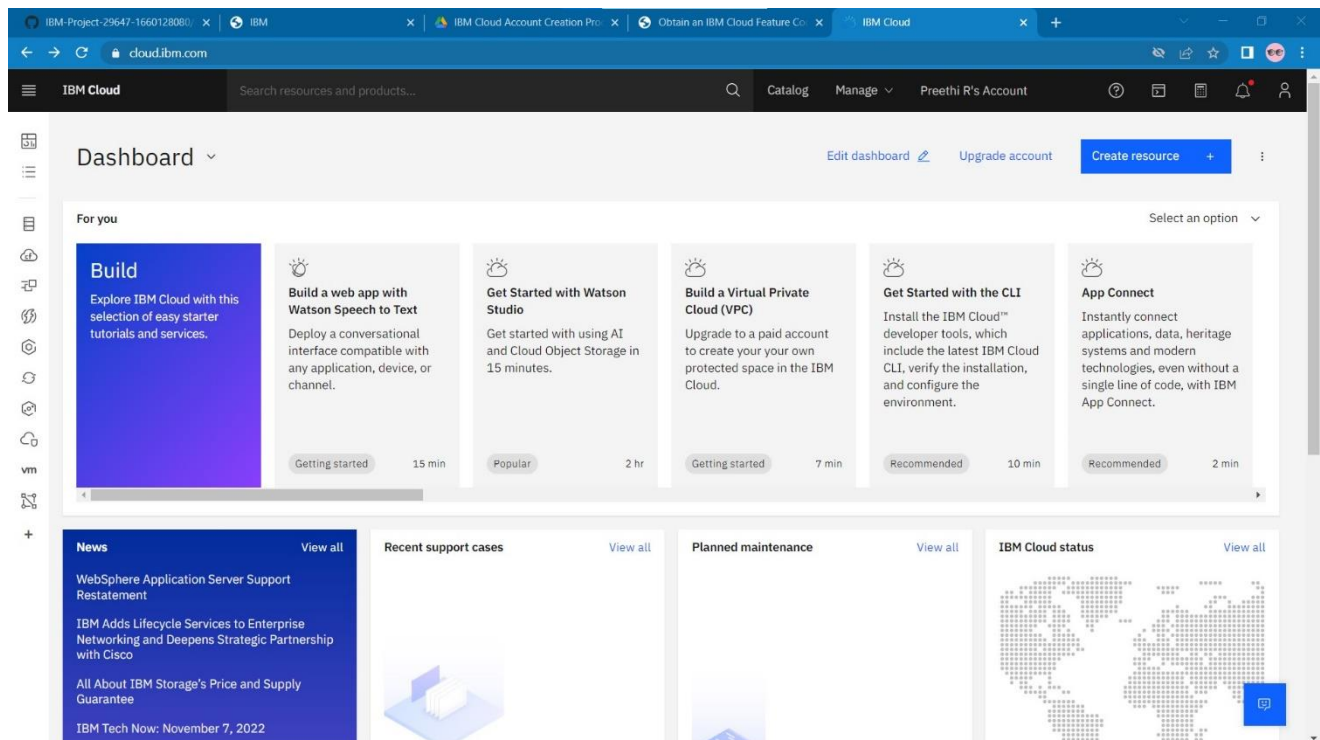 IBM-Project-29647-1660128080/
IBM
IBM Cloud Account Creation Pro
Obtain an IBM Cloud Feature Co
IBM Cloud
cloud.ibm.com
IBM Cloud
Search resources and products...
Catalog
Manage
Preethi R's Account
Dashboard
Edit dashboard
Upgrade account
Create resource +
For you
Select an option
Build
Explore IBM Cloud with this
selection of easy starter
tutorials and services.
Build a web app with
Watson Speech to Text
Deploy a conversational
interface compatible with
any application, device, or
channel.
Getting started 15 min
Get Started with Watson
Studio
Get started with using AI
and Cloud Object Storage in
15 minutes.
Popular 2 hr
Build a Virtual Private
Cloud (VPC)
Upgrade to a paid account
to create your your own
protected space in the IBM
Cloud.
Getting started 7 min
Get Started with the CLI
Install the IBM Cloud™
developer tools, which
include the latest IBM Cloud
CLI, verify the installation,
and configure the
environment.
Recommended 10 min
App Connect
Instantly connect
applications, data, heritage
systems and modern
technologies, even without a
single line of code, with IBM
App Connect.
Recommended 2 min
vm
News View all
WebSphere Application Server Support
Restatement
IBM Adds Lifecycle Services to Enterprise
Networking and Deepens Strategic Partnership
with Cisco
All About IBM Storage's Price and Supply
Guarantee
IBM Tech Now: November 7, 2022
Recent support cases View all
Planned maintenance View all
IBM Cloud status View all